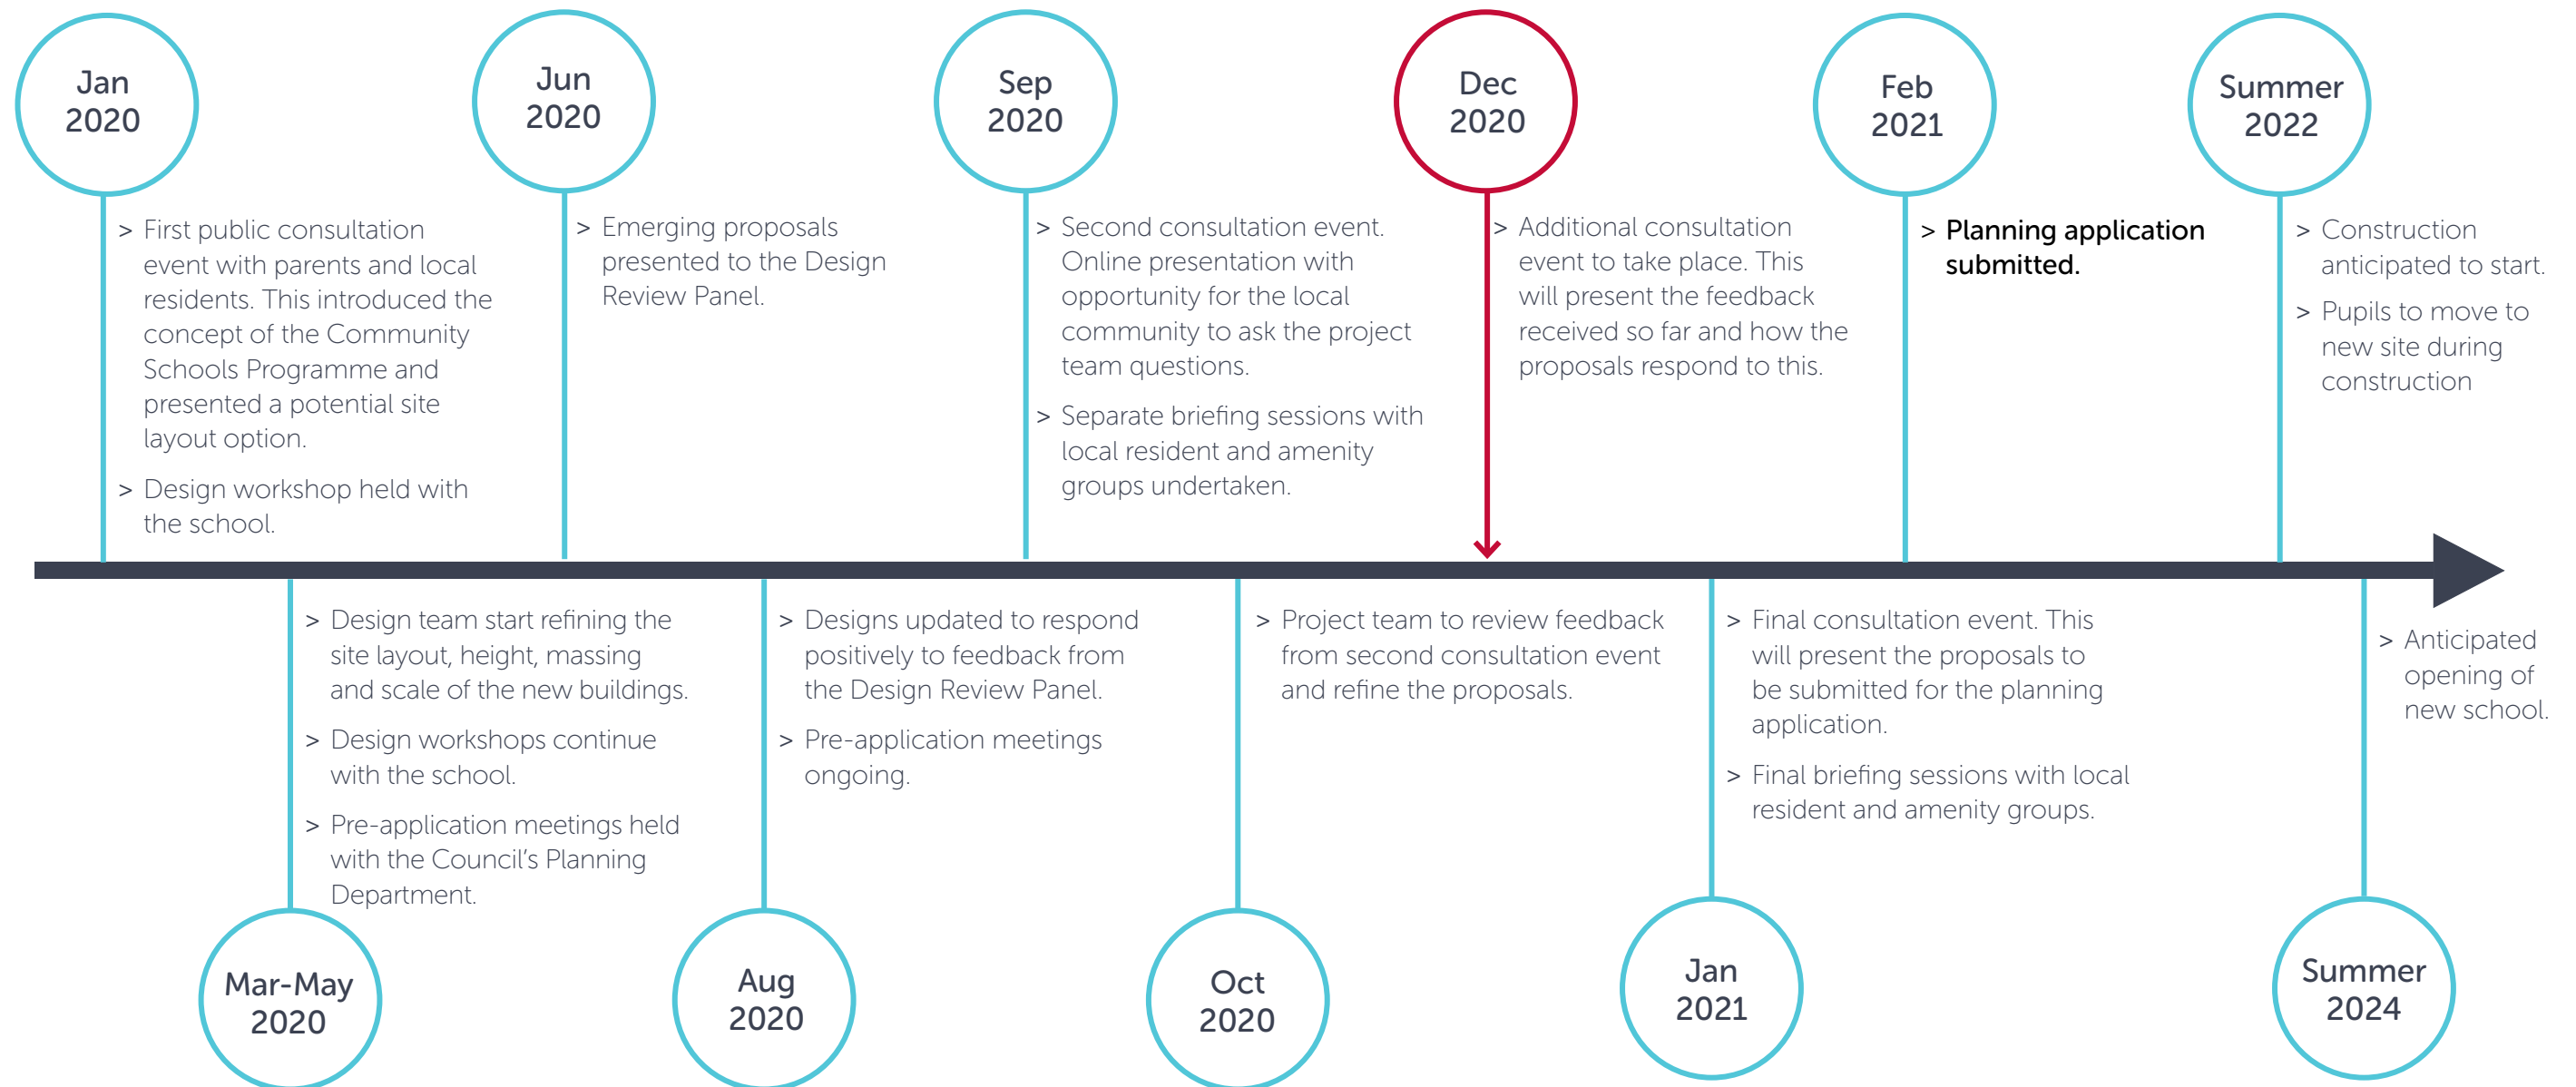 Jan
2020
> First public consultation
event with parents and local
residents. This introduced the
concept of the Community
Schools Programme and
presented a potential site
layout option.
> Design workshop held with
the school.
Mar-May
2020
> Design team start refining the
site layout, height, massing
and scale of the new buildings.
> Design workshops continue
with the school.
> Pre-application meetings held
with the Council's Planning
Department.
Jun
2020
> Emerging proposals
presented to the Design
Review Panel.
Aug
2020
> Designs updated to respond
positively to feedback from
the Design Review Panel.
> Pre-application meetings
ongoing.
Sep
2020
> Second consultation event.
Online presentation with
opportunity for the local
community to ask the project
team questions.
> Separate briefing sessions with
local resident and amenity
groups undertaken.
Oct
2020
> Project team to review feedback
from second consultation event
and refine the proposals.
Dec
2020
> Additional consultation
event to take place. This
will present the feedback
received so far and how the
proposals respond to this.
Jan
2021
> Final consultation event. This
will present the proposals to
be submitted for the planning
application.
> Final briefing sessions with local
resident and amenity groups.
Feb
2021
> Planning application
submitted.
Summer
2022
> Construction
anticipated to start.
> Pupils to move to
new site during
construction
Summer
2024
> Anticipated
opening of
new school.